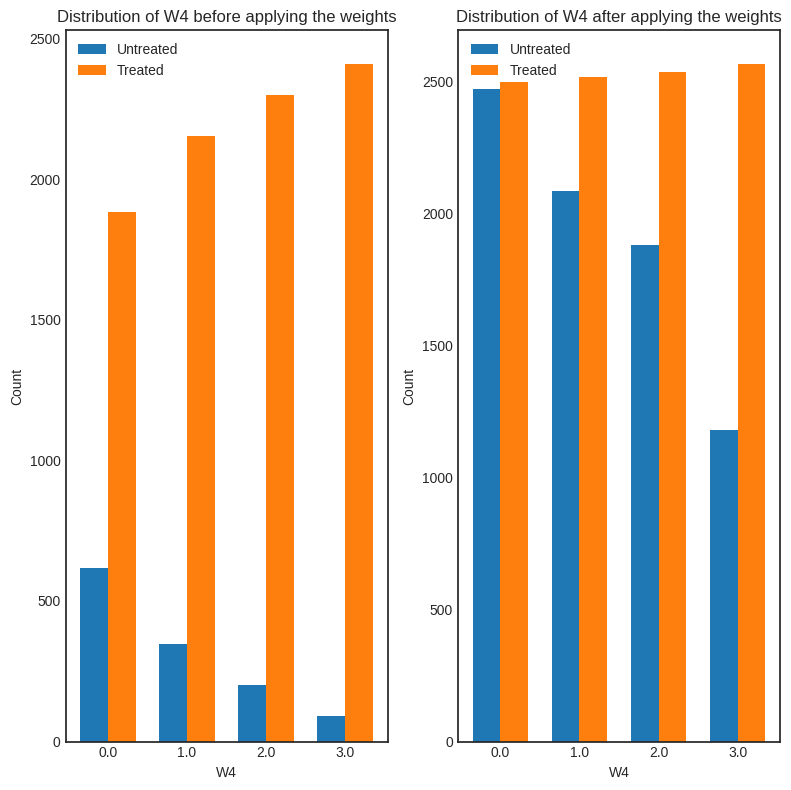 Distribution of W4 before applying the weights
Untreated
Treated
2500
2000
1500
1000
500
0
Count
0.0 1.0 2.0 3.0
W4
Distribution of W4 after applying the weights
Untreated
Treated
2500
2000
1500
1000
500
0
Count
0.0 1.0 2.0 3.0
W4